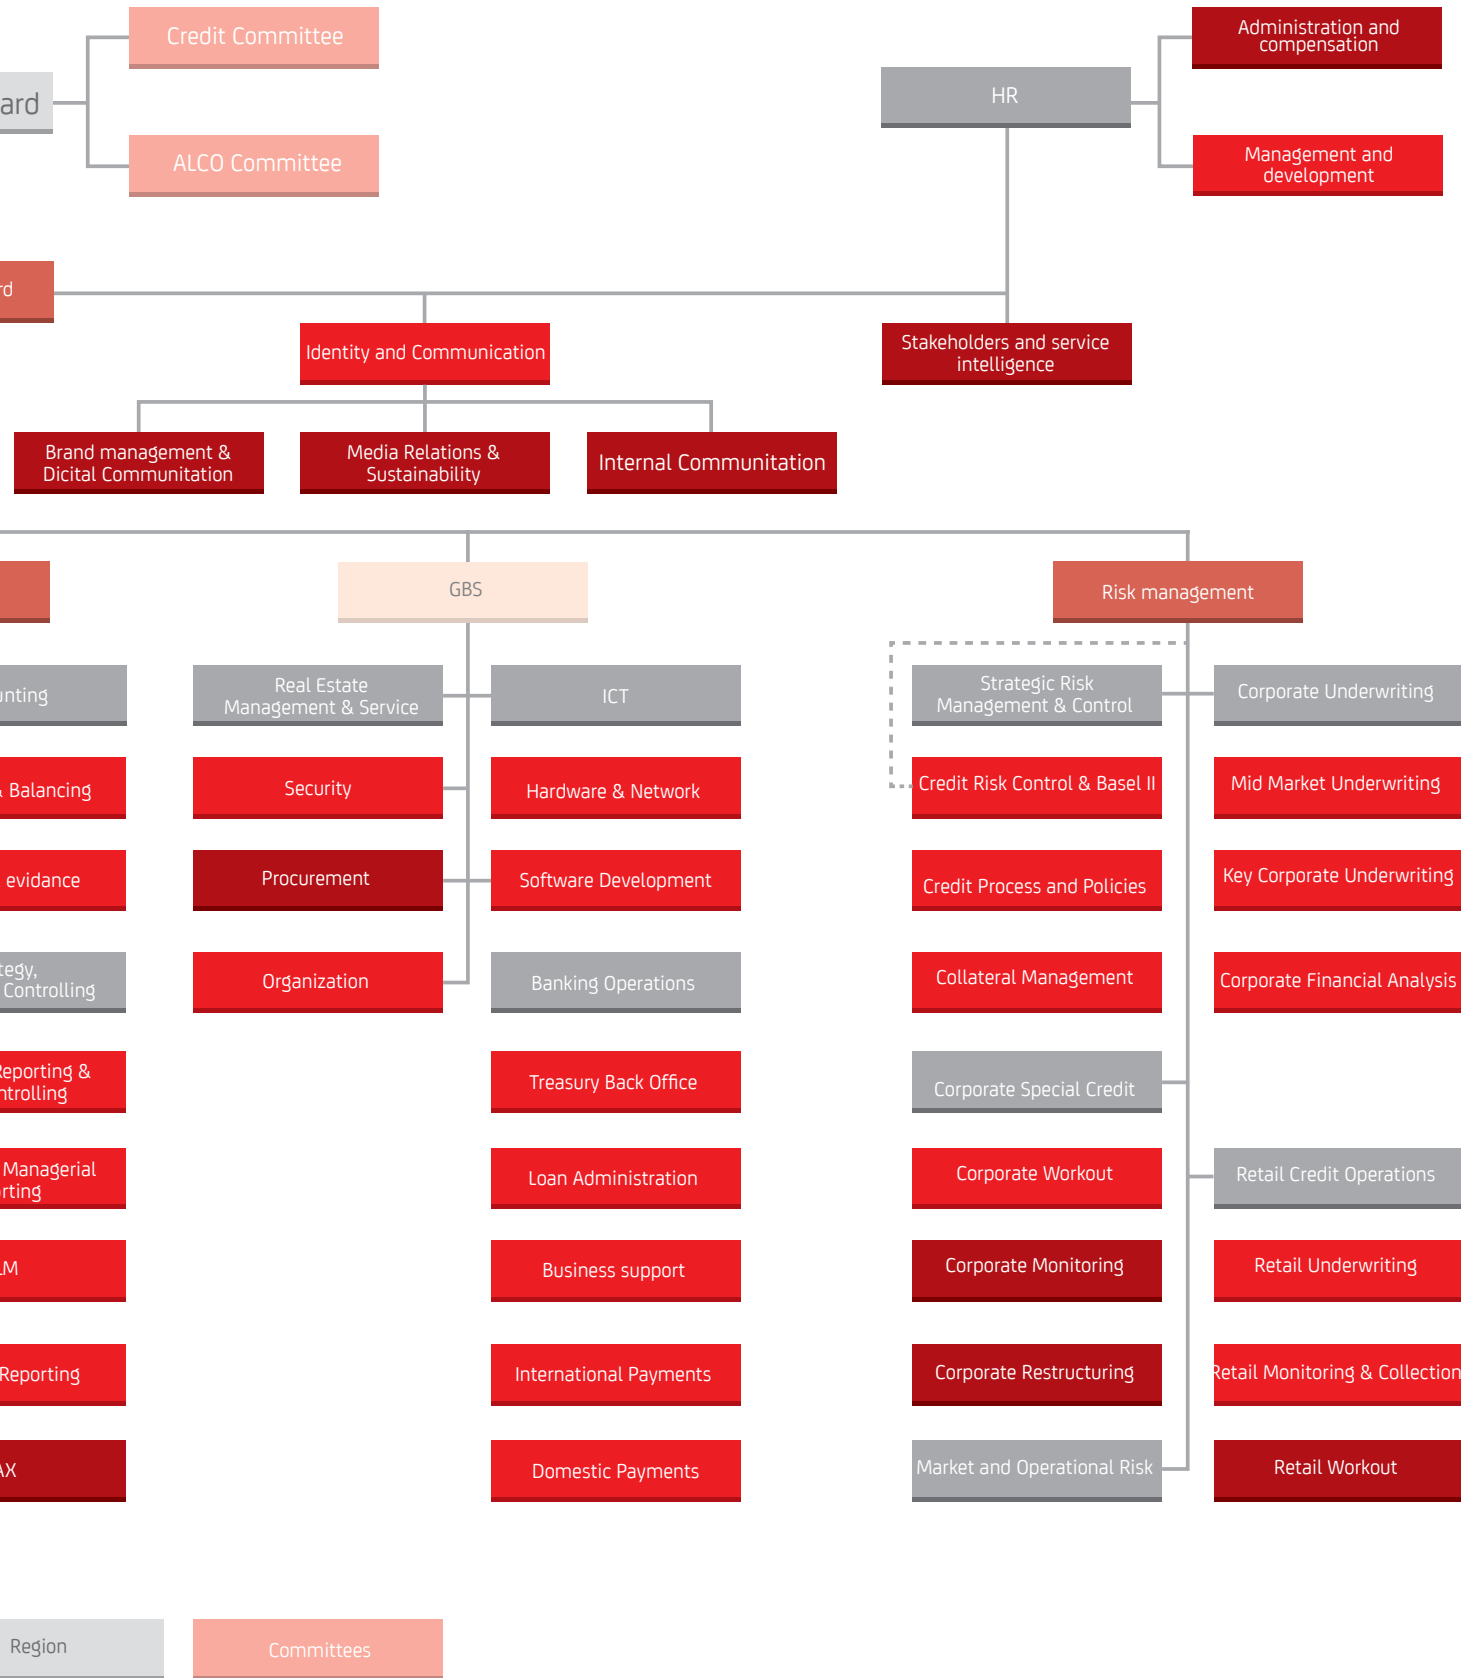 Credit Committee
Administration and
compensation
HR
ard
ALCO Committee
Management and
development
rd
Identity and Communication
Stakeholders and service
intelligence
Brand management &
Dicital Communitation
Media Relations &
Sustainability
Internal Communitation
GBS
Risk management
unting
Real Estate
Management & Service
ICT
Strategic Risk
Management & Control
Corporate Underwriting
& Balancing
Security
Hardware & Network
Credit Risk Control & Basel II
Mid Market Underwriting
evidance
Procurement
Software Development
Credit Process and Policies
Key Corporate Underwriting
tegy,
Controlling
Organization
Banking Operations
Collateral Management
Corporate Financial Analysis
Reporting &
ntrolling
Treasury Back Office
Corporate Special Credit
Managerial
rting
Loan Administration
Corporate Workout
Retail Credit Operations
LM
Business support
Corporate Monitoring
Retail Underwriting
Reporting
International Payments
Corporate Restructuring
Retail Monitoring & Collection
AX
Domestic Payments
Market and Operational Risk
Retail Workout
Region
Committees